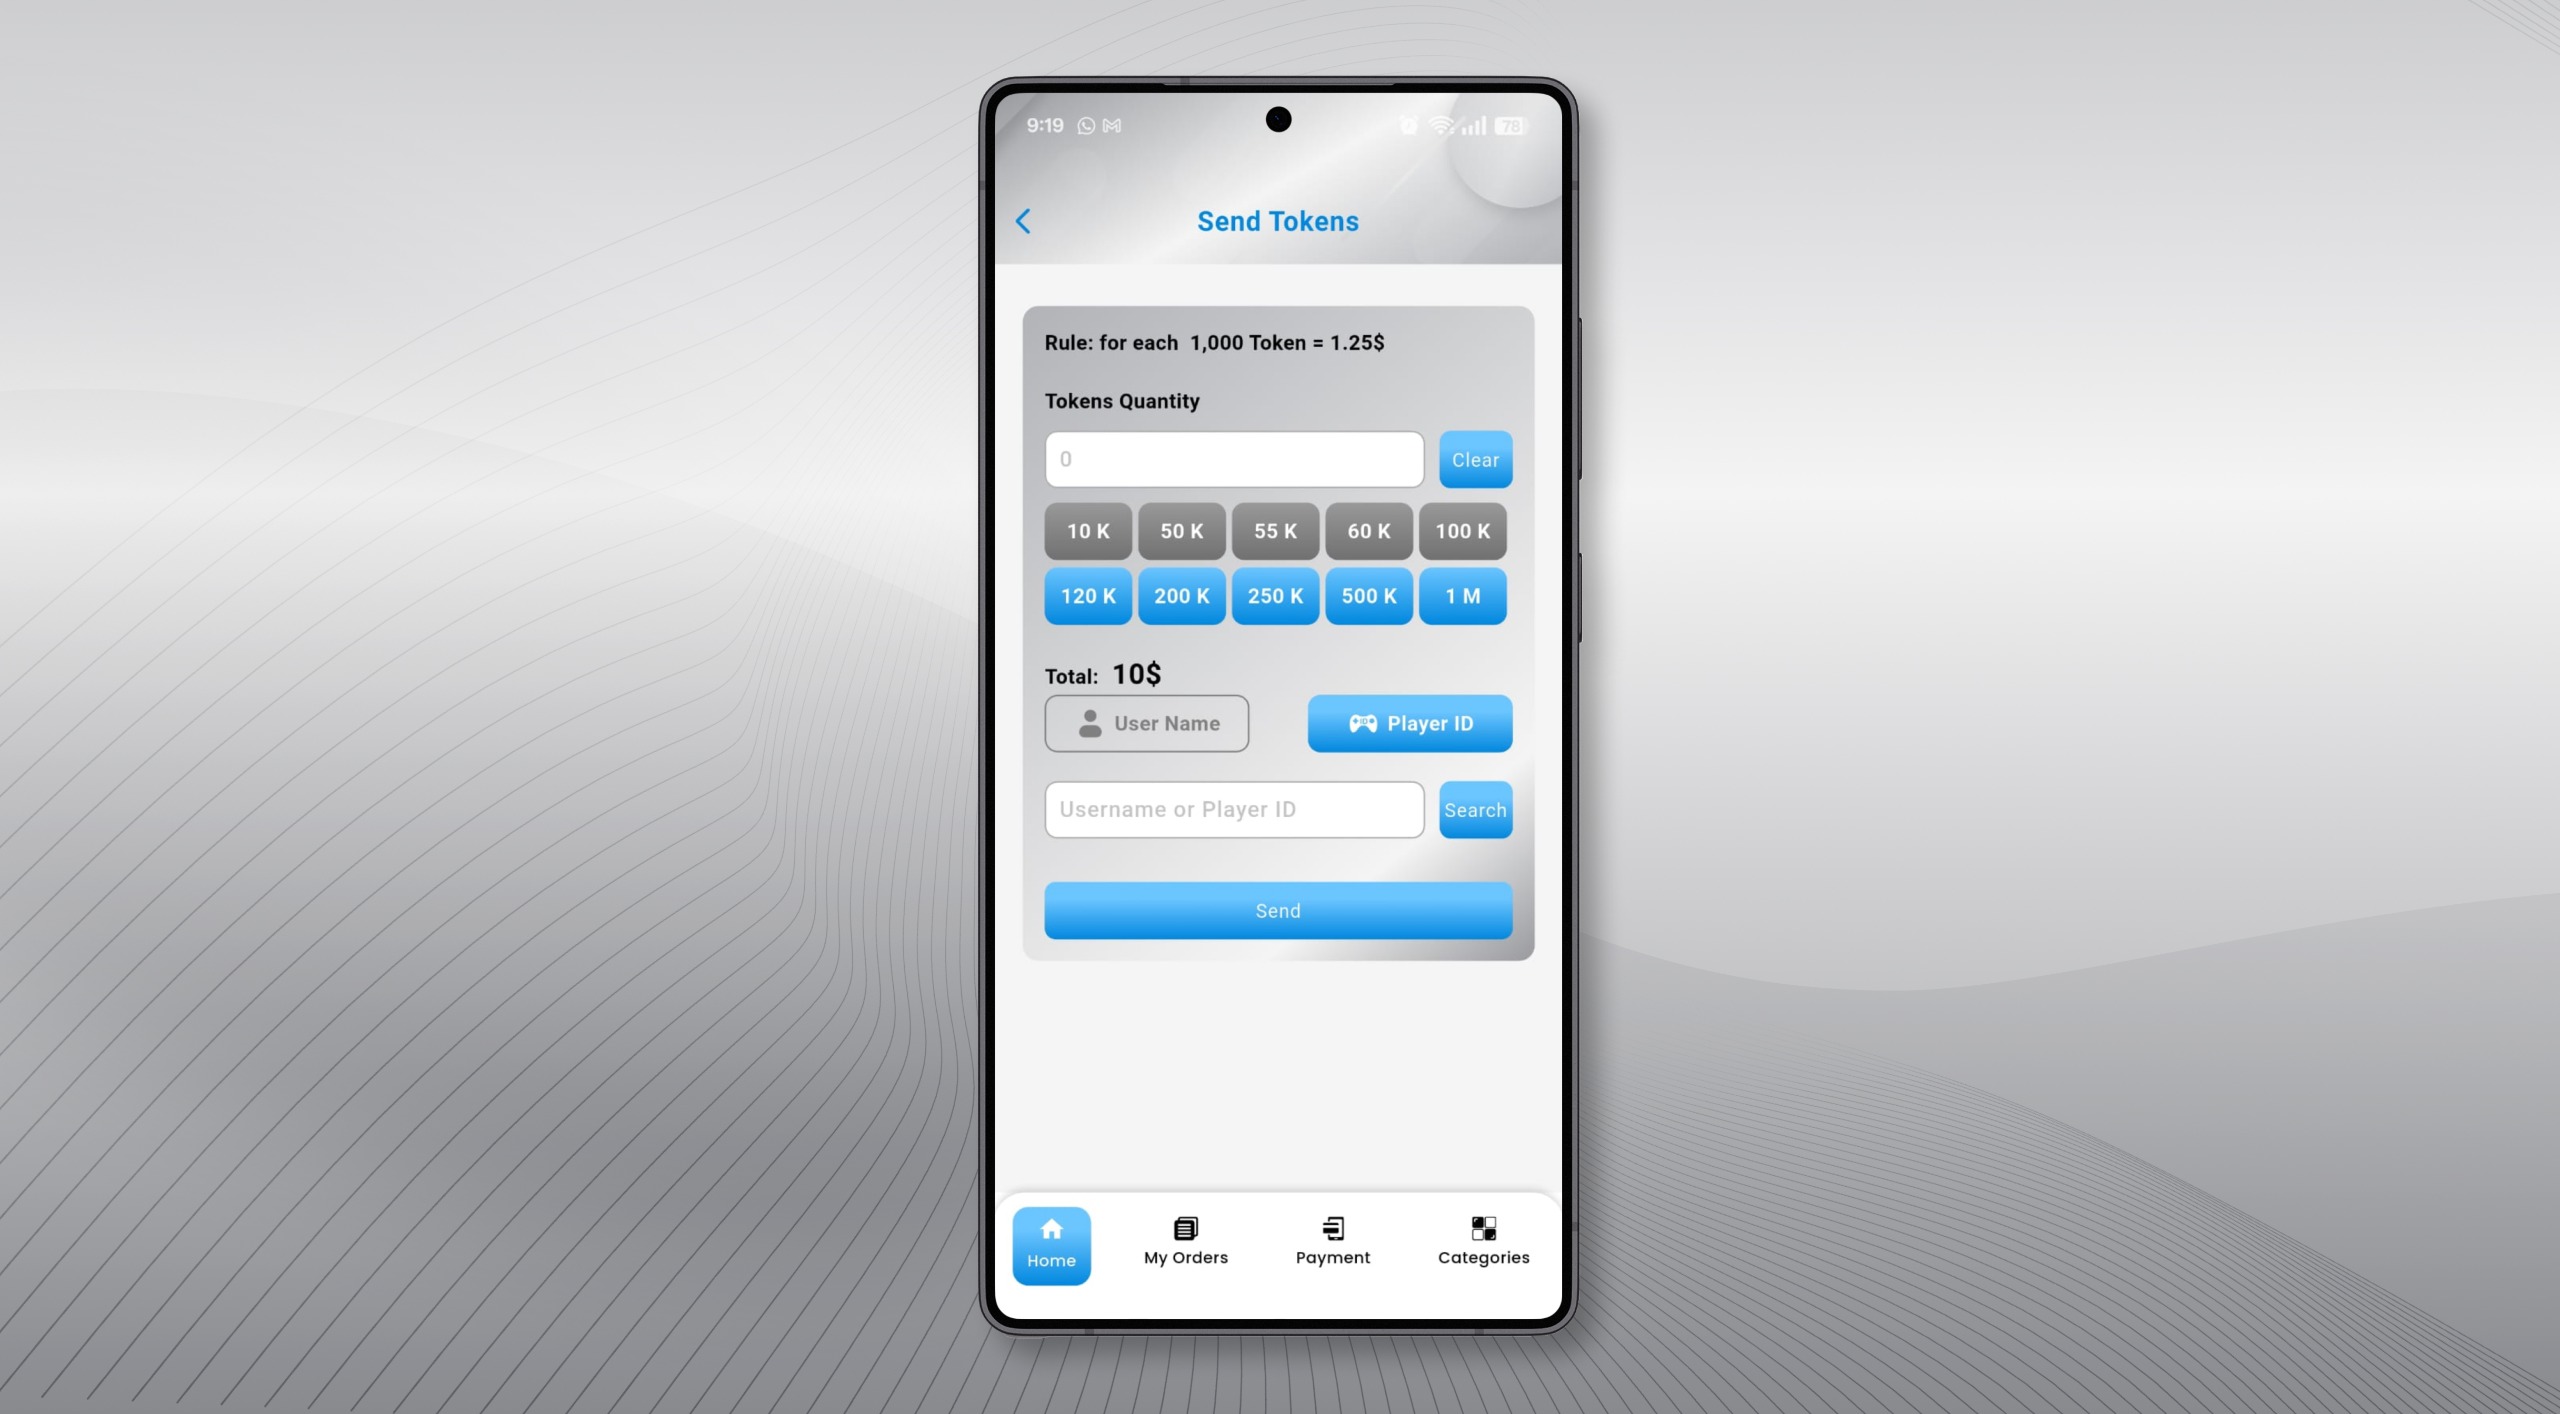 9:19 78
Send Tokens
Rule: for each 1,000 Token = 1.25$
Tokens Quantity
0 Clear
10 K 50 K 55 K 60 K 100 K
120 K 200 K 250 K 500 K 1 M
Total: 10$
User Name Player ID
Username or Player ID Search
Send
Home My Orders Payment Categories